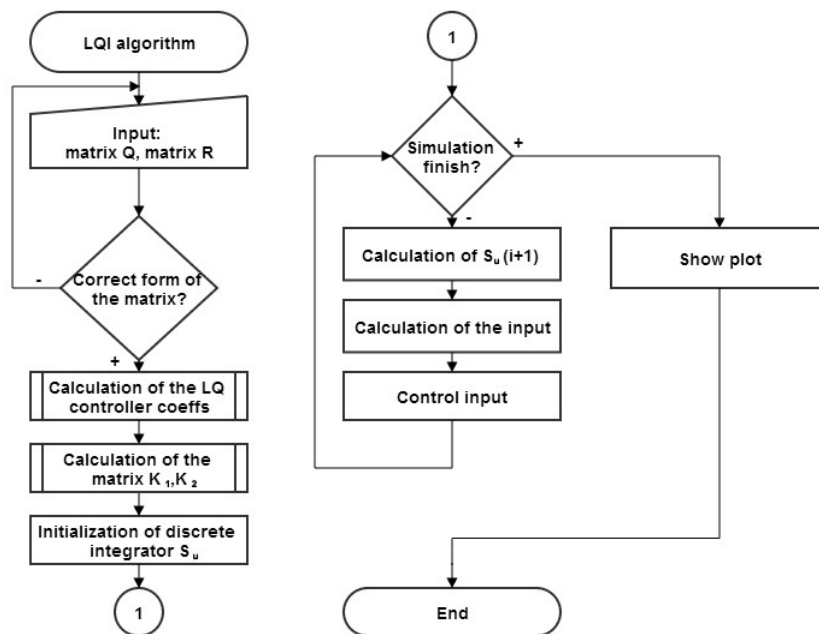 LQI algorithm
Input:
matrix Q, matrix R
Correct form of
the matrix?
-
+
Calculation of the LQ
controller coeffs
Calculation of the
matrix K₁,K₂
Initialization of discrete
integrator Sᵤ
1
1
Simulation
finish?
+
-
Calculation of Sᵤ(i+1)
Calculation of the input
Control input
Show plot
End